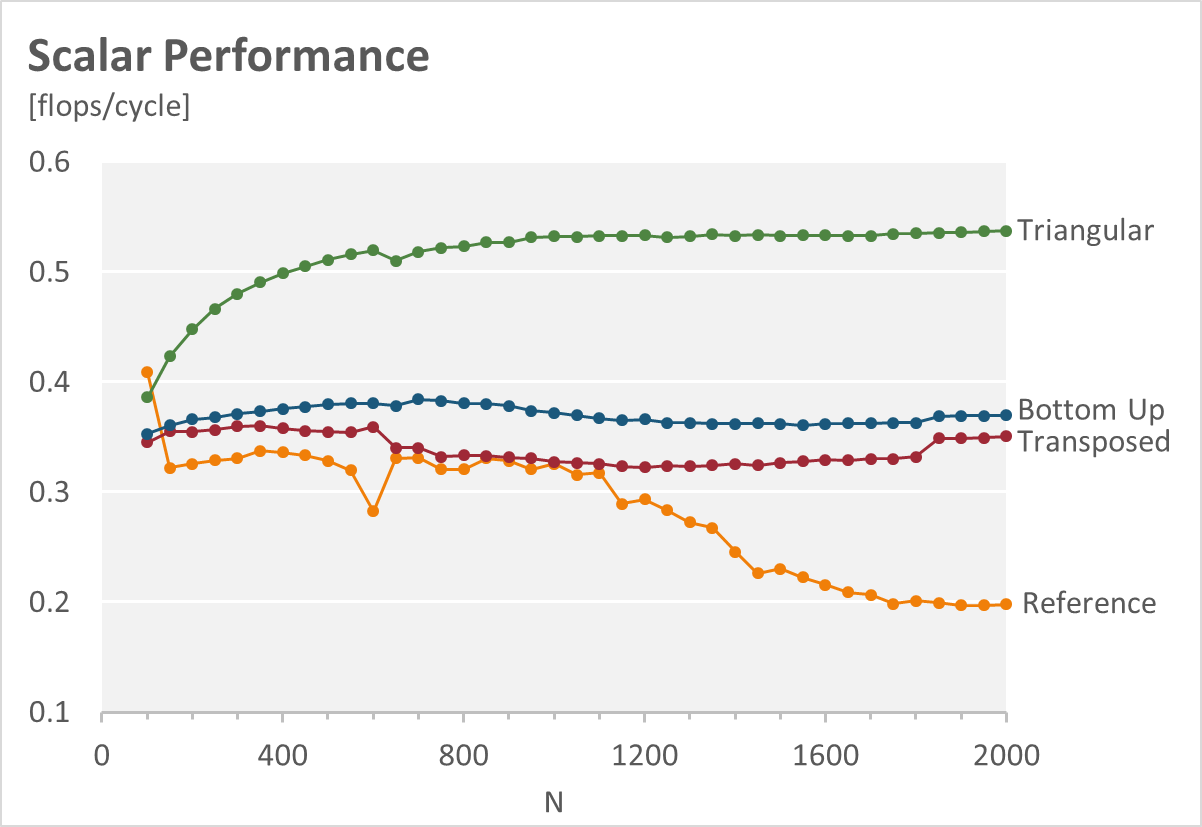 Scalar Performance
[flops/cycle]
0.6
Triangular
0.5
0.4
Bottom Up
Transposed
0.3
0.2
Reference
0.1
0 400 800 1200 1600 2000
N